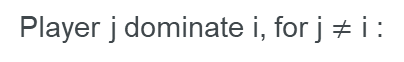 Player j dominate i, for j ≠ i :